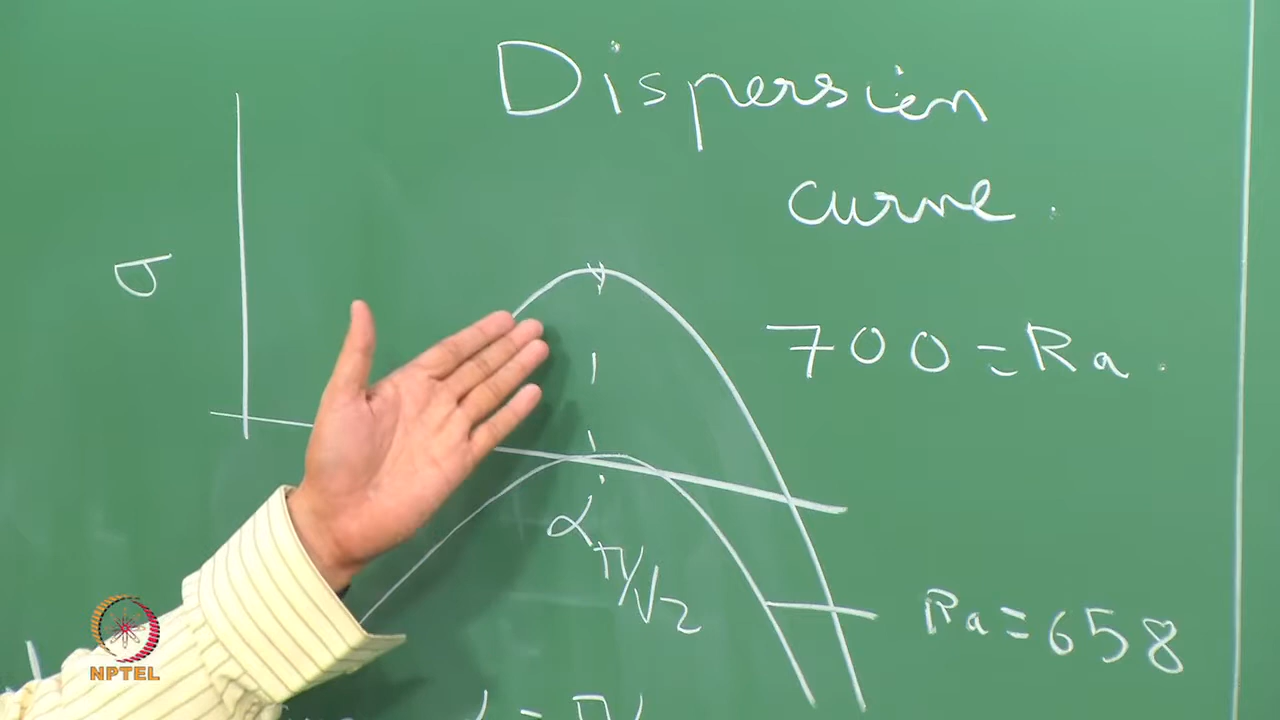 Dispersion
curve.
σ
700 = Ra.
α
π/√2
Ra = 658
NPTEL